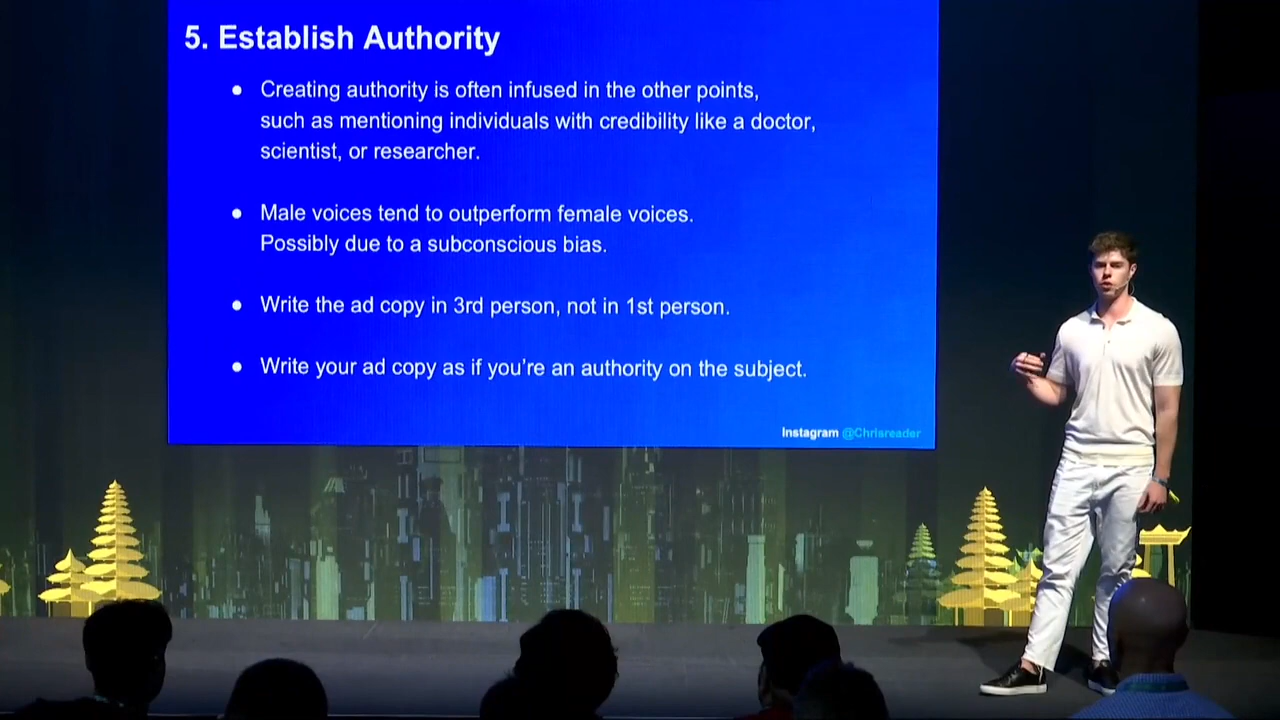 5. Establish Authority
● Creating authority is often infused in the other points,
such as mentioning individuals with credibility like a doctor,
scientist, or researcher.
● Male voices tend to outperform female voices.
Possibly due to a subconscious bias.
● Write the ad copy in 3rd person, not in 1st person.
● Write your ad copy as if you’re an authority on the subject.
Instagram @Chrisreader